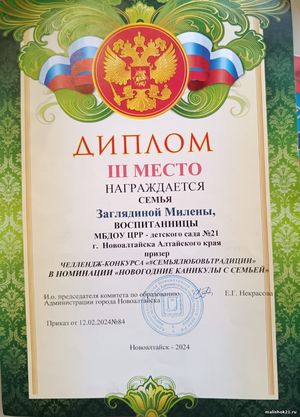 ДИПЛОМ
III МЕСТО
НАГРАЖДАЕТСЯ
СЕМЬЯ
Заглядиной Милены,
ВОСПИТАННИЦЫ
МБДОУ ЦРР - детского сада №21
г. Новоалтайска Алтайского края
призер
ЧЕЛЛЕНДЖ-КОНКУРСА «#СЕМЬЯЛЮБОВЬТРАДИЦИИ»
В НОМИНАЦИИ «НОВОГОДНИЕ КАНИКУЛЫ С СЕМЬЕЙ»
И.о. председателя комитета по образованию
Администрации города Новоалтайска
Е.Г. Некрасова
Приказ от 12.02.2024№84
Новоалтайск - 2024
malishok21.ru